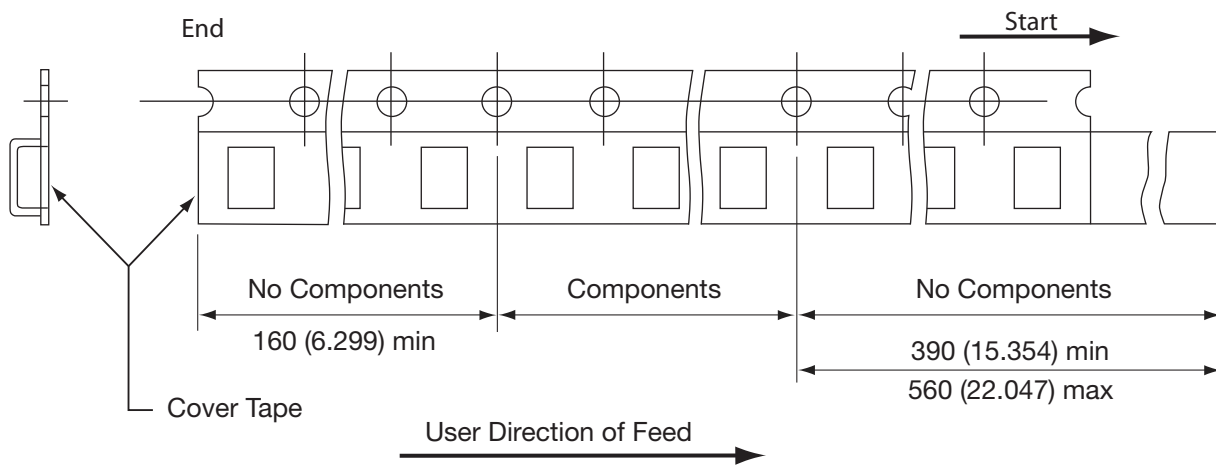 End
Start
No Components
Components
No Components
160 (6.299) min
390 (15.354) min
560 (22.047) max
Cover Tape
User Direction of Feed